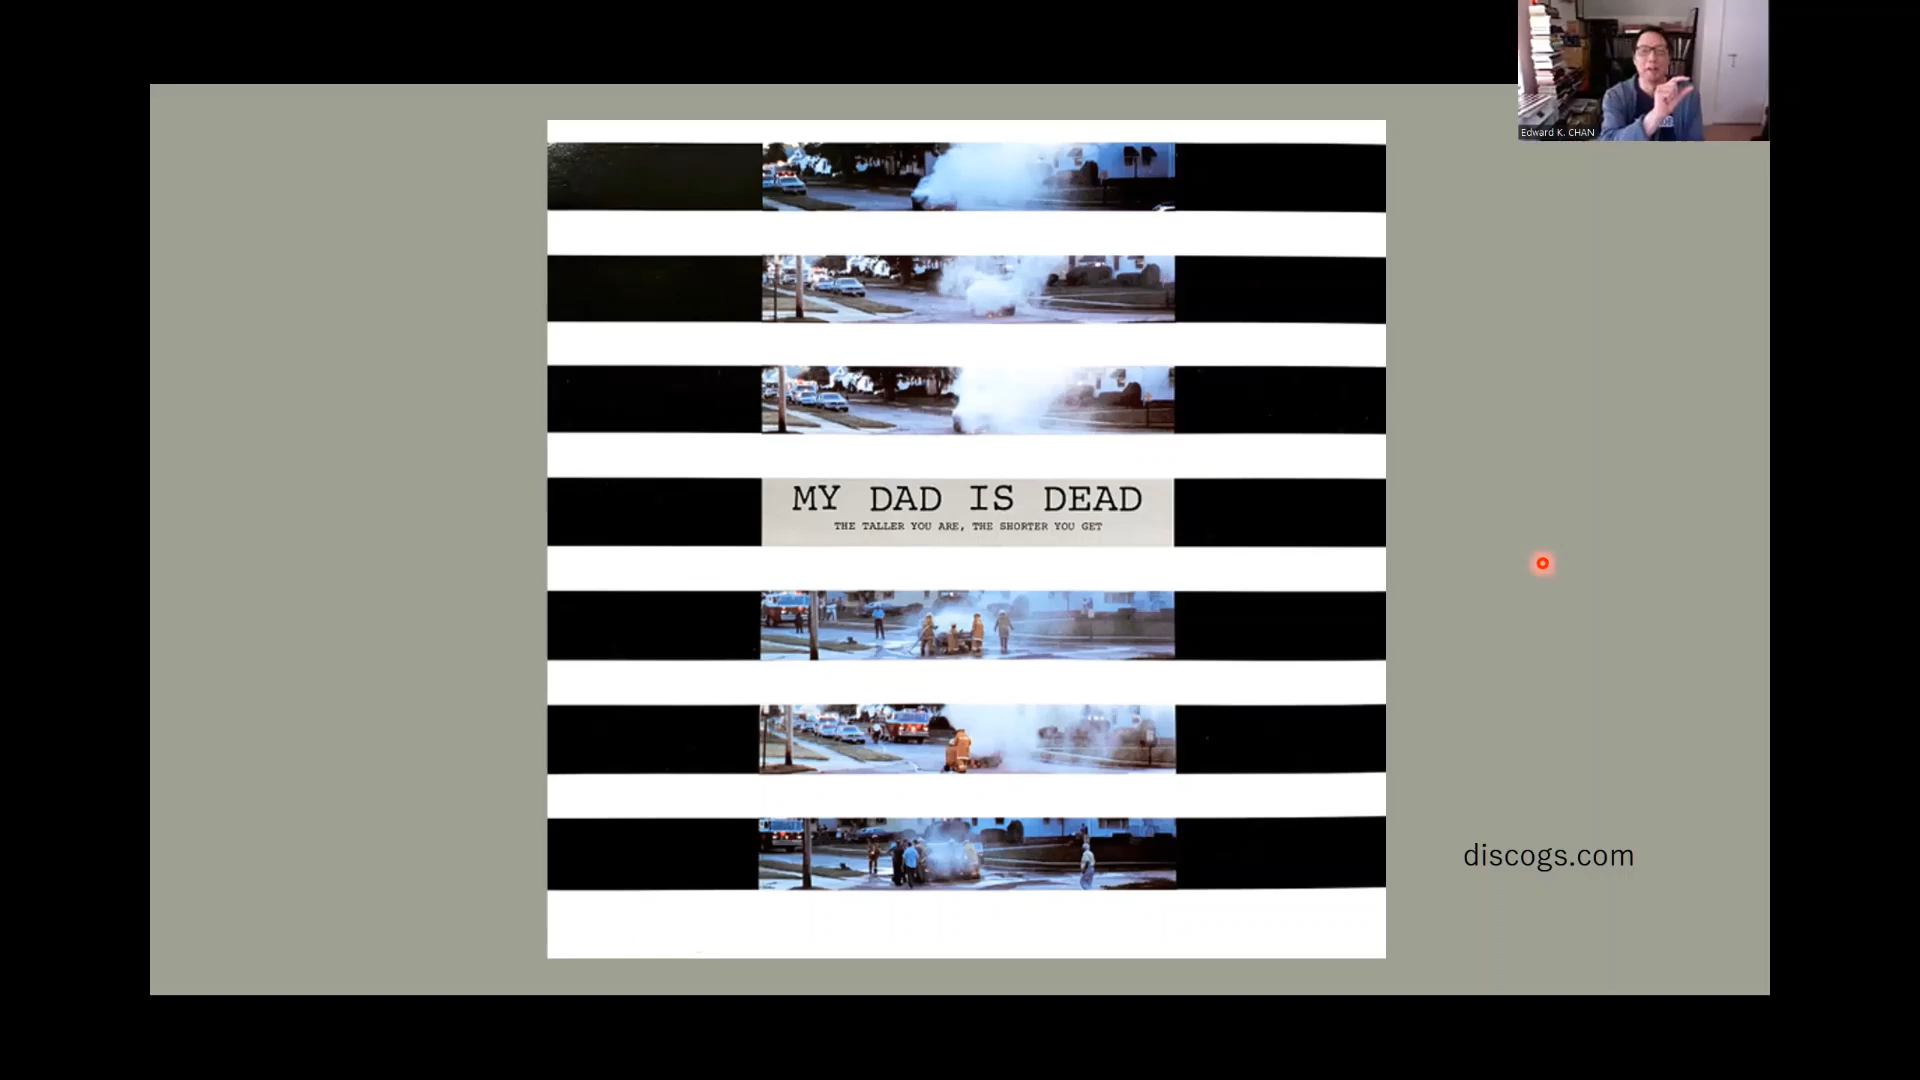 Edward K. CHAN
MY DAD IS DEAD
THE TALLER YOU ARE, THE SHORTER YOU GET
discogs.com